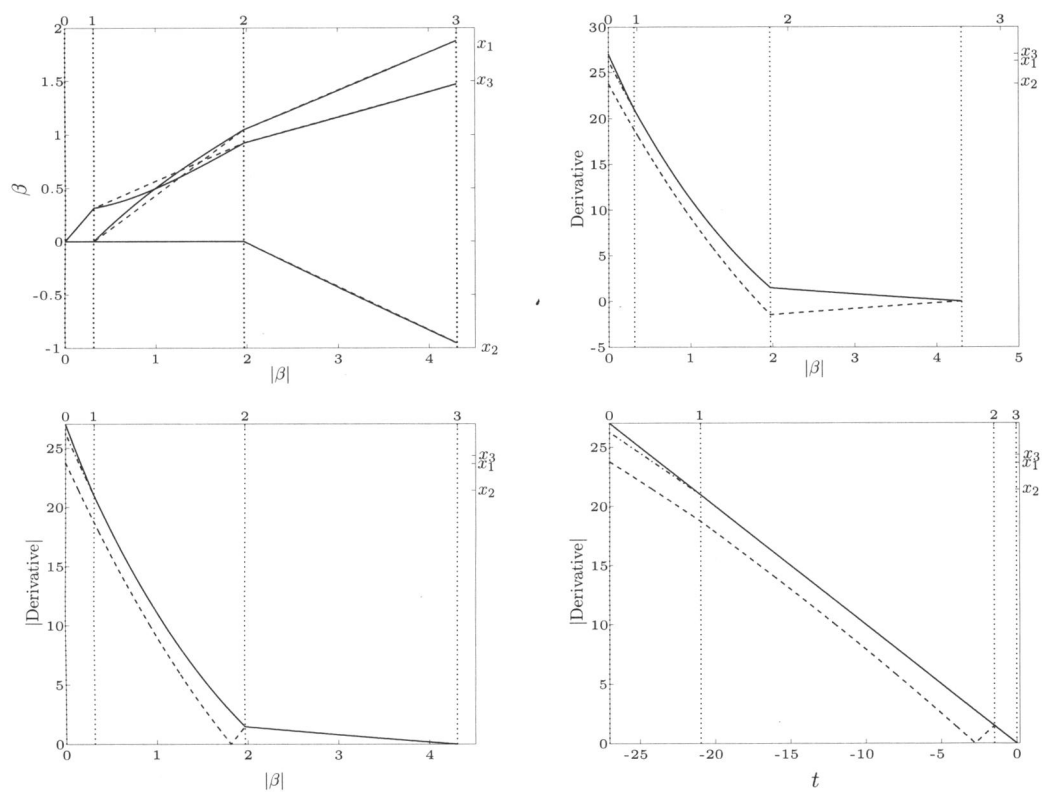 0 1 2 3
2
1.5
1
0.5
0
-0.5
-1
β
x₁
x₃
x₂
0 1 2 3 4
|β|
0 1 2 3
30
25
20
15
10
5
0
-5
Derivative
x₃
x₁
x₂
0 1 2 3 4 5
|β|
0 1 2 3
25
20
15
10
5
0
|Derivative|
x₃
x₁
x₂
0 1 2 3 4
|β|
0 1 2 3
25
20
15
10
5
0
|Derivative|
x₃
x₁
x₂
-25 -20 -15 -10 -5 0
t